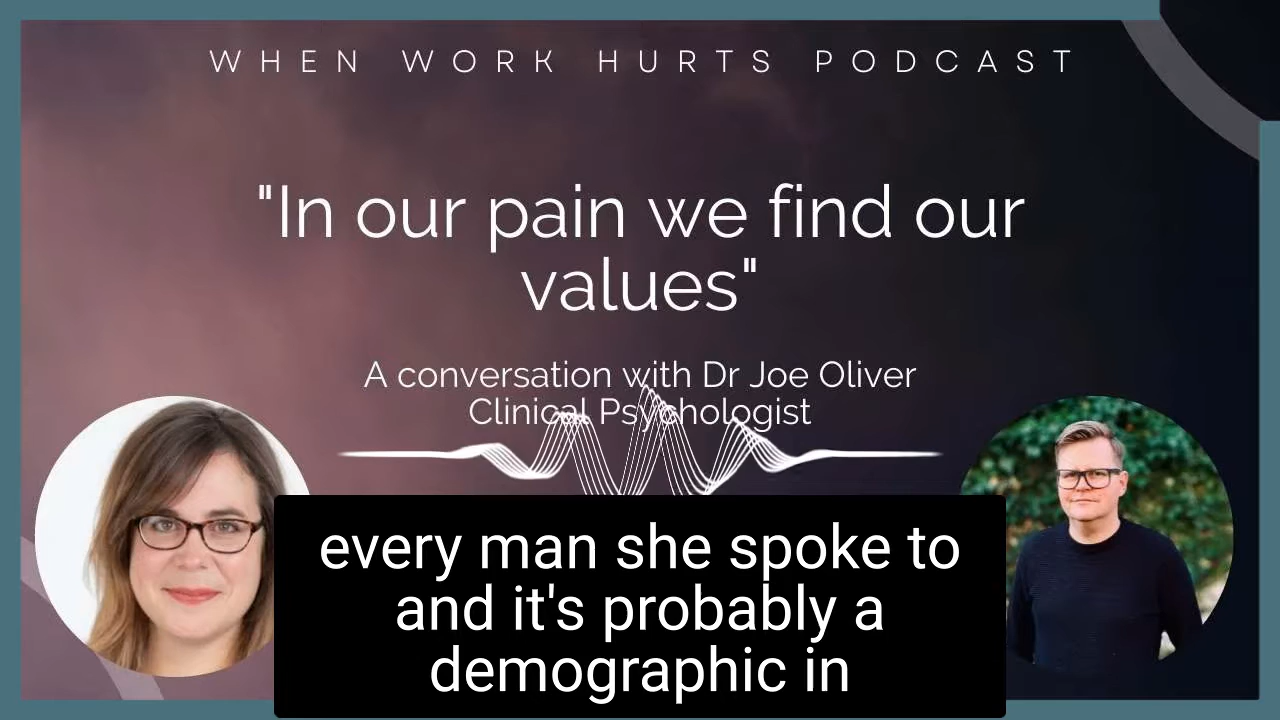 WHEN WORK HURTS PODCAST
"In our pain we find our
values"
A conversation with Dr Joe Oliver
Clinical Psychologist
every man she spoke to
and it's probably a
demographic in